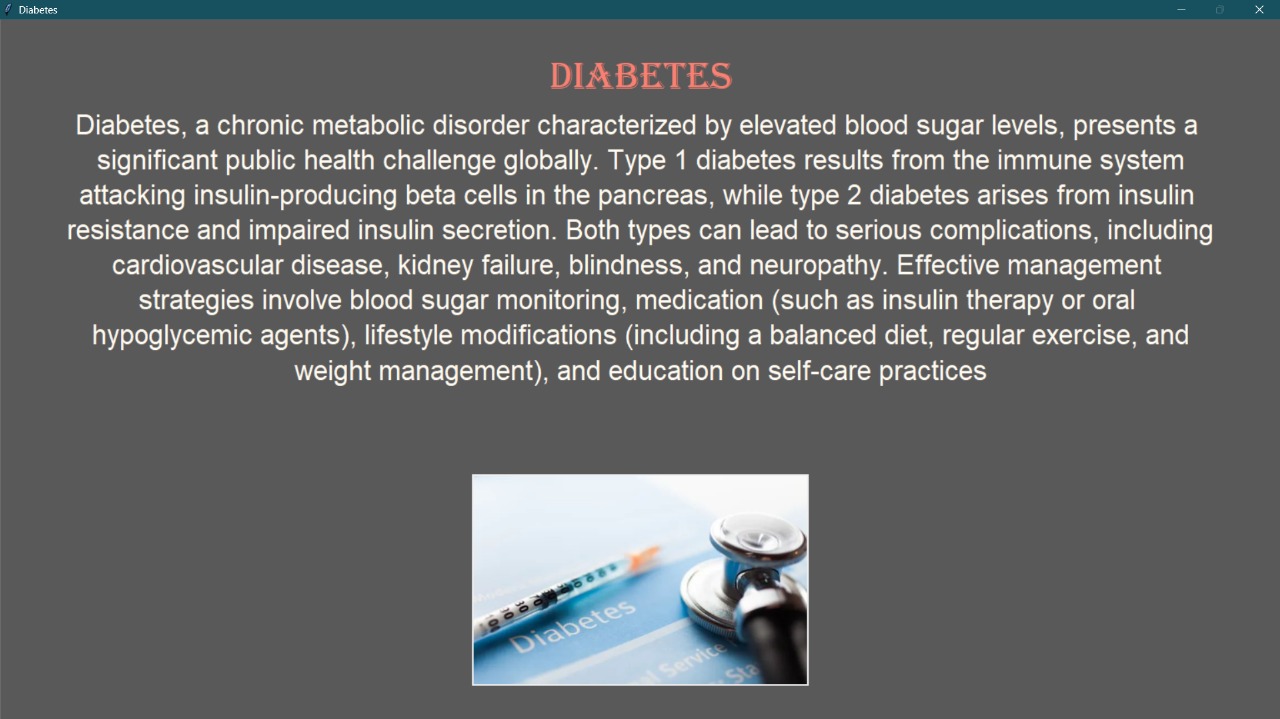 Diabetes
DIABETES
Diabetes, a chronic metabolic disorder characterized by elevated blood sugar levels, presents a
significant public health challenge globally. Type 1 diabetes results from the immune system
attacking insulin-producing beta cells in the pancreas, while type 2 diabetes arises from insulin
resistance and impaired insulin secretion. Both types can lead to serious complications, including
cardiovascular disease, kidney failure, blindness, and neuropathy. Effective management
strategies involve blood sugar monitoring, medication (such as insulin therapy or oral
hypoglycemic agents), lifestyle modifications (including a balanced diet, regular exercise, and
weight management), and education on self-care practices
Diabetes
Service